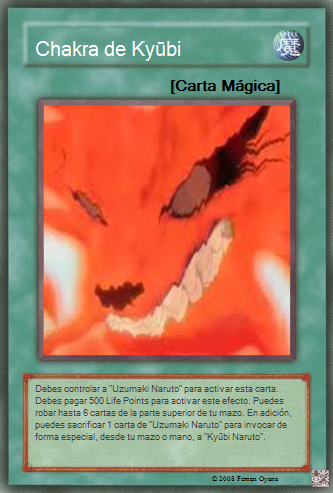 Chakra de Kyūbi
魔
[Carta Mágica]
Debes controlar a "Uzumaki Naruto" para activar esta carta.
Debes pagar 500 Life Points para activar este efecto. Puedes
robar hasta 6 cartas de la parte superior de tu mazo. En adición,
puedes sacrificar 1 carta de "Uzumaki Naruto" para invocar de
forma especial, desde tu mazo o mano, a "Kyūbi Naruto".
© 2008 Fernan Oyana